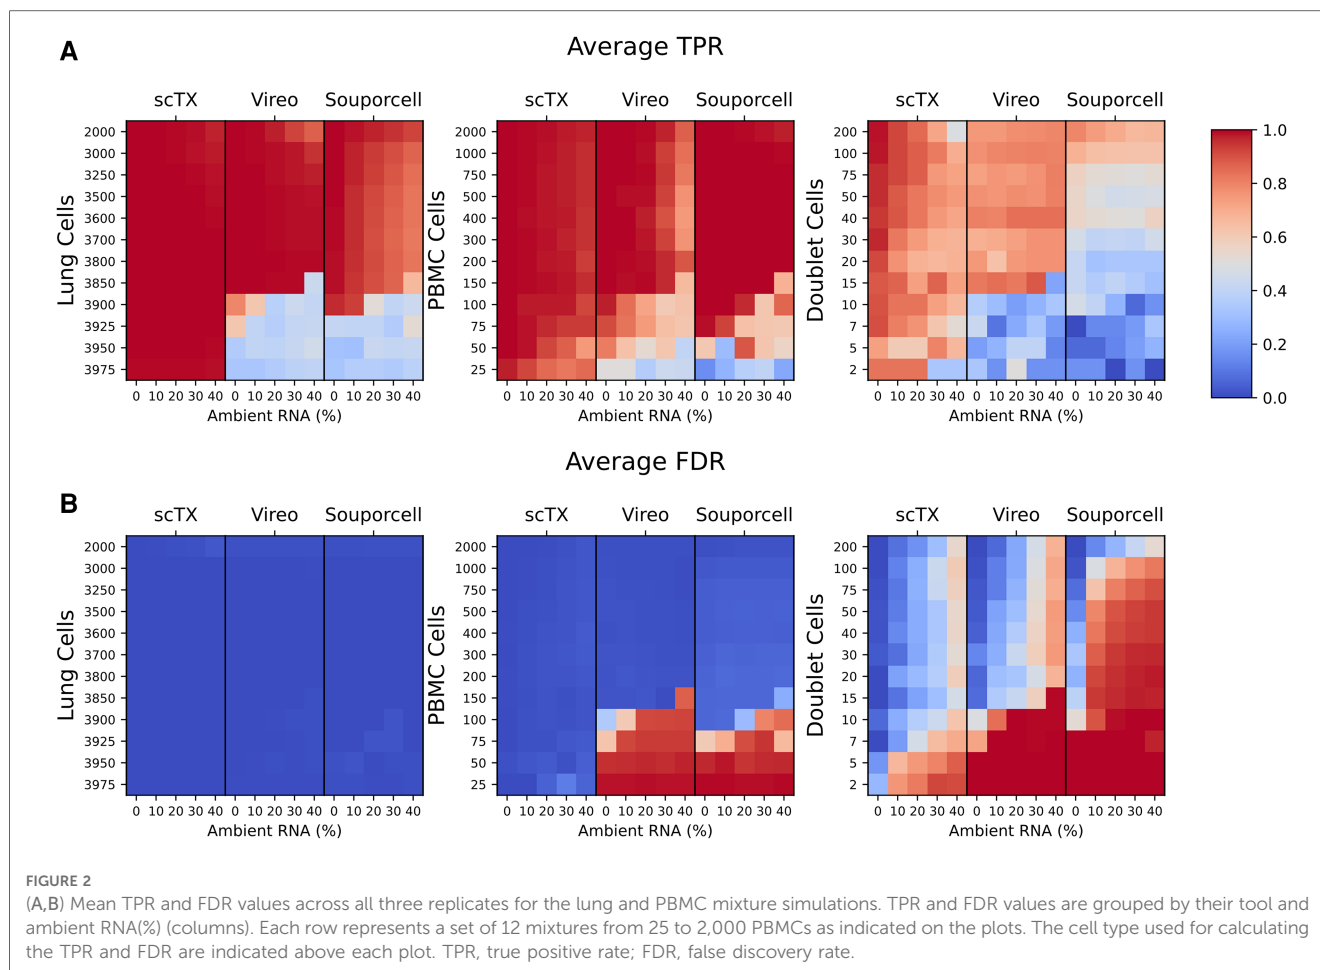 A
Average TPR
scTX Vireo Souporcell
scTX Vireo Souporcell
scTX Vireo Souporcell
Lung Cells
2000
3000
3250
3500
3600
3700
3800
3850
3900
3925
3950
3975
0 10 20 30 40 0 10 20 30 40 0 10 20 30 40
Ambient RNA (%)
PBMC Cells
2000
1000
750
500
400
300
200
150
100
75
50
25
0 10 20 30 40 0 10 20 30 40 0 10 20 30 40
Ambient RNA (%)
Doublet Cells
200
100
75
50
40
30
20
15
10
7
5
2
0 10 20 30 40 0 10 20 30 40 0 10 20 30 40
Ambient RNA (%)
1.0
0.8
0.6
0.4
0.2
0.0
Average FDR
B
scTX Vireo Souporcell
scTX Vireo Souporcell
scTX Vireo Souporcell
Lung Cells
2000
3000
3250
3500
3600
3700
3800
3850
3900
3925
3950
3975
0 10 20 30 40 0 10 20 30 40 0 10 20 30 40
Ambient RNA (%)
PBMC Cells
2000
1000
750
500
400
300
200
150
100
75
50
25
0 10 20 30 40 0 10 20 30 40 0 10 20 30 40
Ambient RNA (%)
Doublet Cells
200
100
75
50
40
30
20
15
10
7
5
2
0 10 20 30 40 0 10 20 30 40 0 10 20 30 40
Ambient RNA (%)
FIGURE 2
(A,B) Mean TPR and FDR values across all three replicates for the lung and PBMC mixture simulations. TPR and FDR values are grouped by their tool and
ambient RNA(%) (columns). Each row represents a set of 12 mixtures from 25 to 2,000 PBMCs as indicated on the plots. The cell type used for calculating
the TPR and FDR are indicated above each plot. TPR, true positive rate; FDR, false discovery rate.